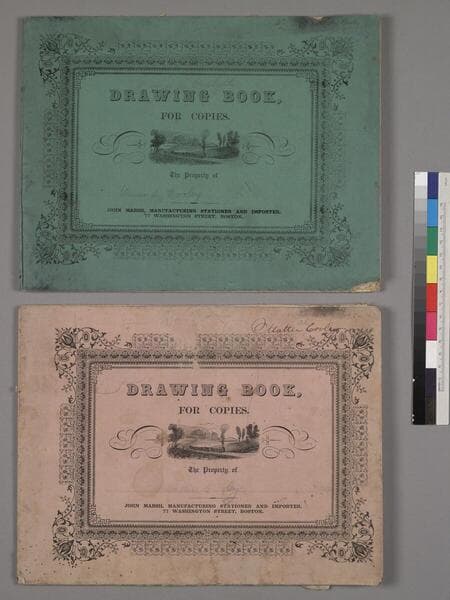 DRAWING BOOK,
FOR COPIES.
The Property of
JOHN MARSH, MANUFACTURING STATIONER AND IMPORTER,
77 WASHINGTON STREET, BOSTON.
DRAWING BOOK,
FOR COPIES.
The Property of
JOHN MARSH, MANUFACTURING STATIONER AND IMPORTER,
77 WASHINGTON STREET, BOSTON.